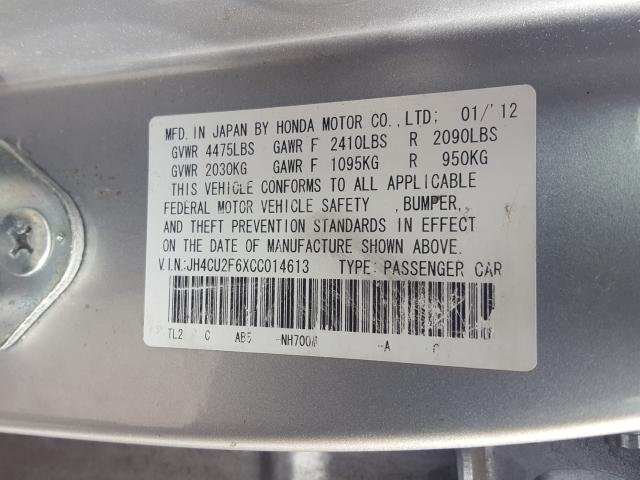 MFD. IN JAPAN BY HONDA MOTOR CO.,LTD; 01/'12
GVWR 4475LBS GAWR F 2410LBS R 2090LBS
GVWR 2030KG GAWR F 1095KG R 950KG
THIS VEHICLE CONFORMS TO ALL APPLICABLE
FEDERAL MOTOR VEHICLE SAFETY ,BUMPER,
AND THEFT PREVENTION STANDARDS IN EFFECT
ON THE DATE OF MANUFACTURE SHOWN ABOVE.
V.I.N:JH4CU2F6XCC014613 TYPE: PASSENGER CAR
TL2 C AB5 -NH700M -A